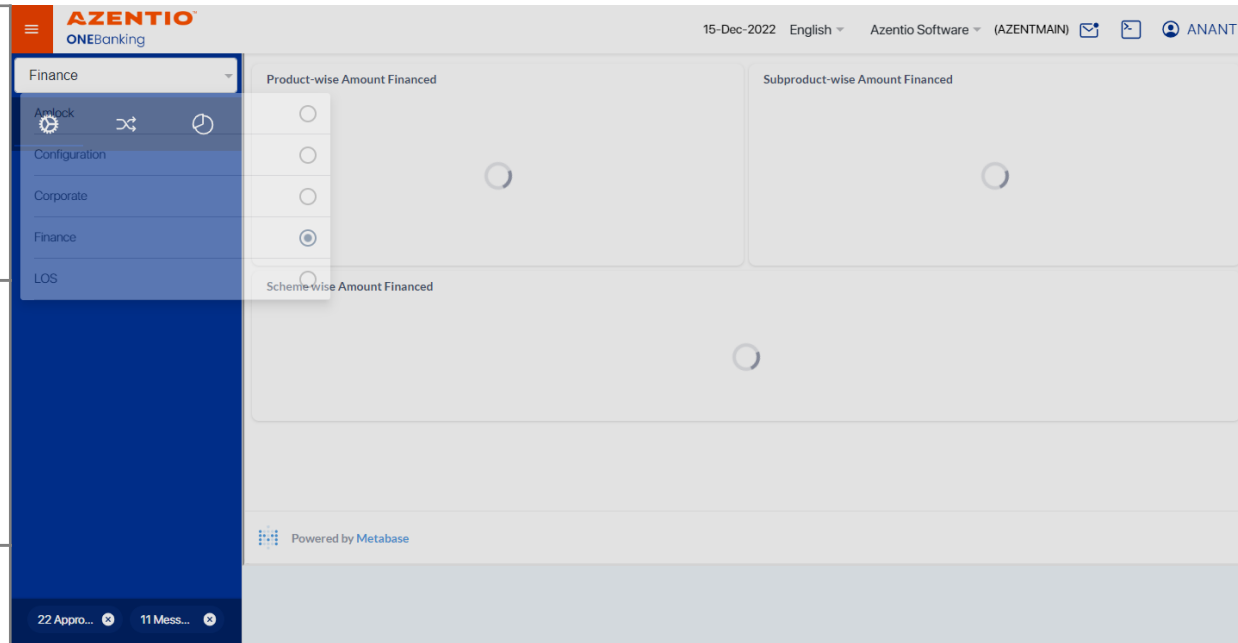 AZENTIO™
ONEBanking
15-Dec-2022 English Azentio Software (AZENTMAIN) ANANT
Finance
Amlock
Configuration
Corporate
Finance
LOS
Product-wise Amount Financed
Subproduct-wise Amount Financed
Scheme-wise Amount Financed
Powered by Metabase
22 Appro... 11 Mess...